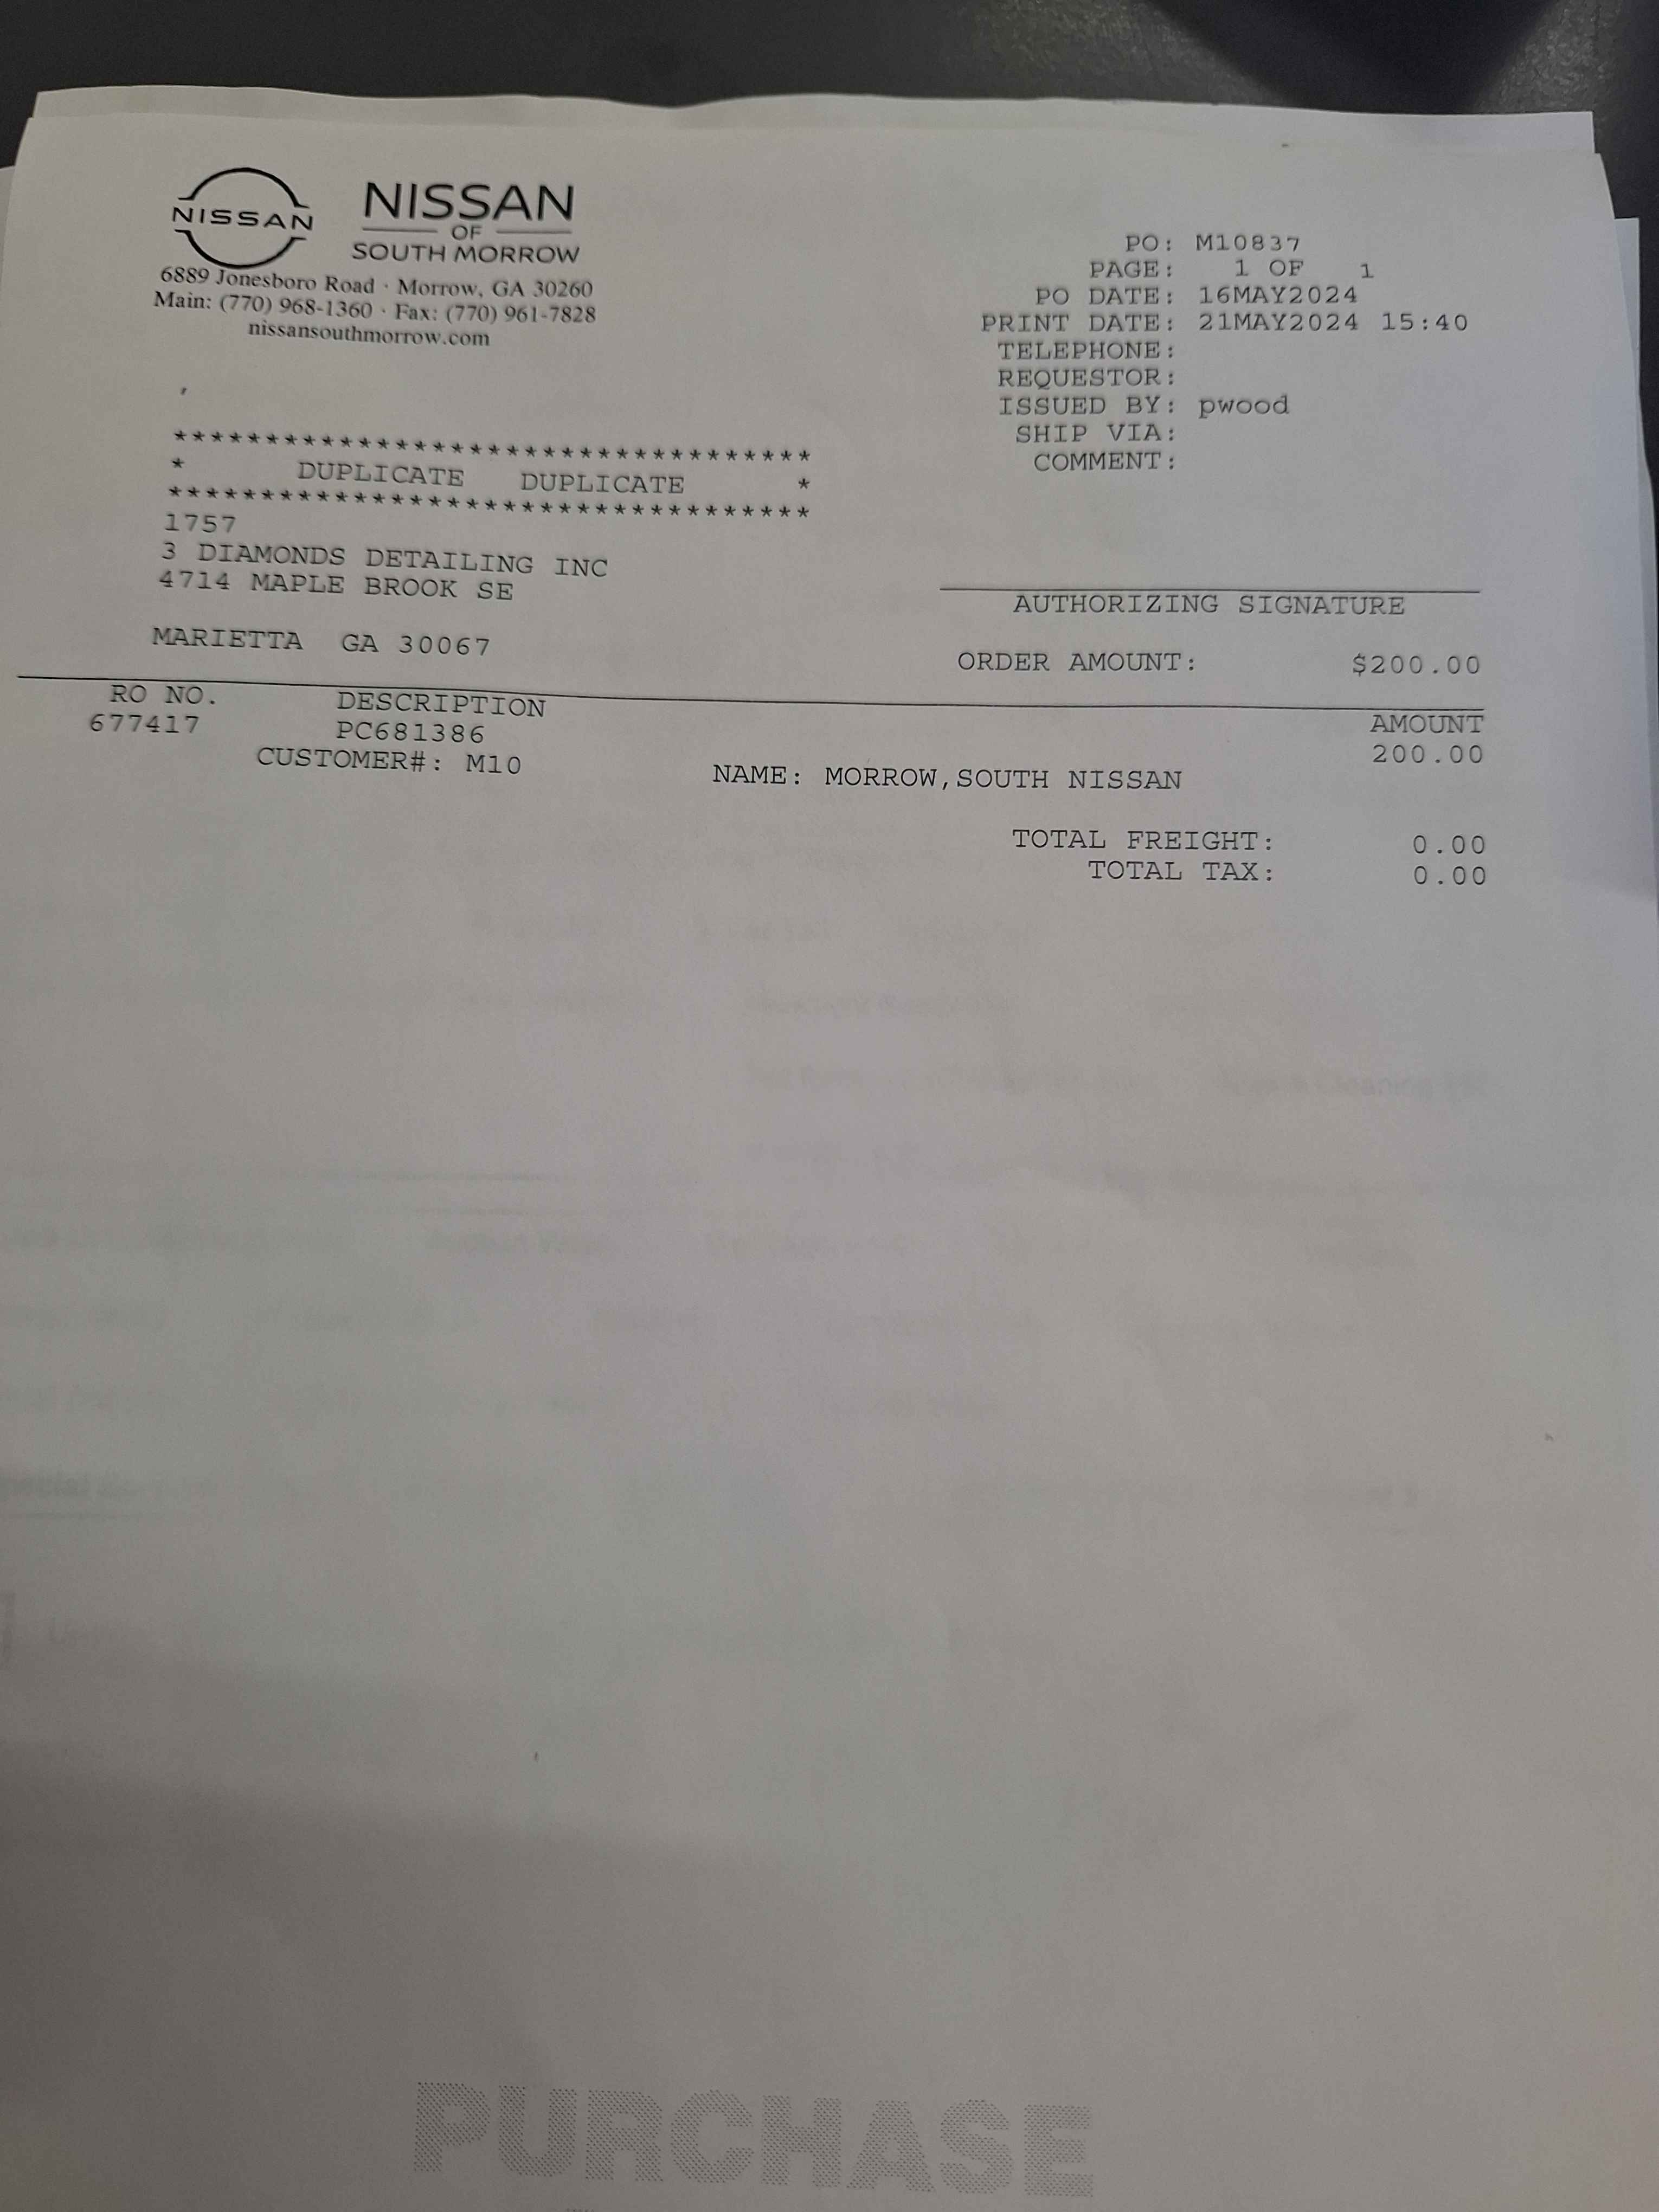 NISSAN
NISSAN
OF
SOUTH MORROW
6889 Jonesboro Road · Morrow, GA 30260
Main: (770) 968-1360 · Fax: (770) 961-7828
nissansouthmorrow.com
PO: M10837
PAGE: 1 OF 1
PO DATE: 16MAY2024
PRINT DATE: 21MAY2024 15:40
TELEPHONE:
REQUESTOR:
ISSUED BY: pwood
SHIP VIA:
COMMENT:
***********************************
* DUPLICATE DUPLICATE *
***********************************
1757
3 DIAMONDS DETAILING INC
4714 MAPLE BROOK SE
MARIETTA GA 30067
AUTHORIZING SIGNATURE
ORDER AMOUNT: $200.00
RO NO. DESCRIPTION AMOUNT
677417 PC681386 200.00
CUSTOMER#: M10 NAME: MORROW,SOUTH NISSAN
TOTAL FREIGHT: 0.00
TOTAL TAX: 0.00
PURCHASE